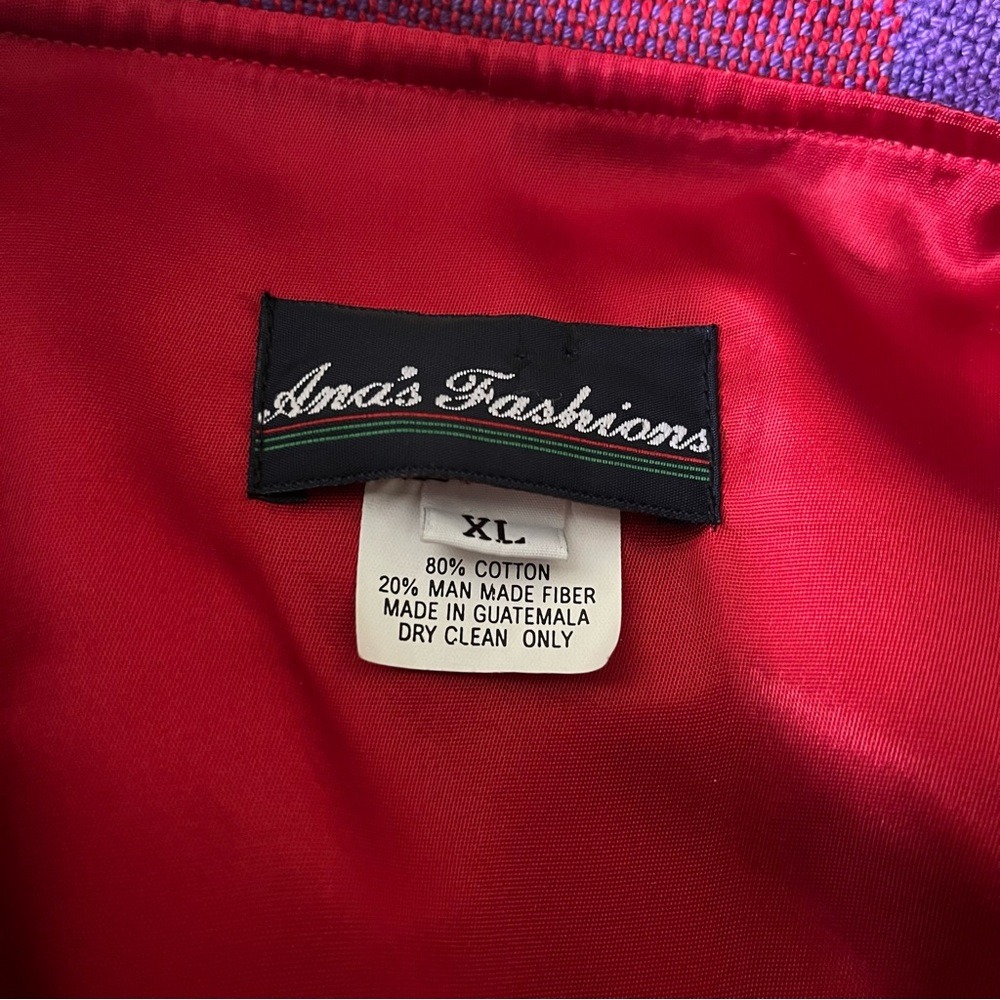 Ana's Fashions
XL
80% COTTON
20% MAN MADE FIBER
MADE IN GUATEMALA
DRY CLEAN ONLY